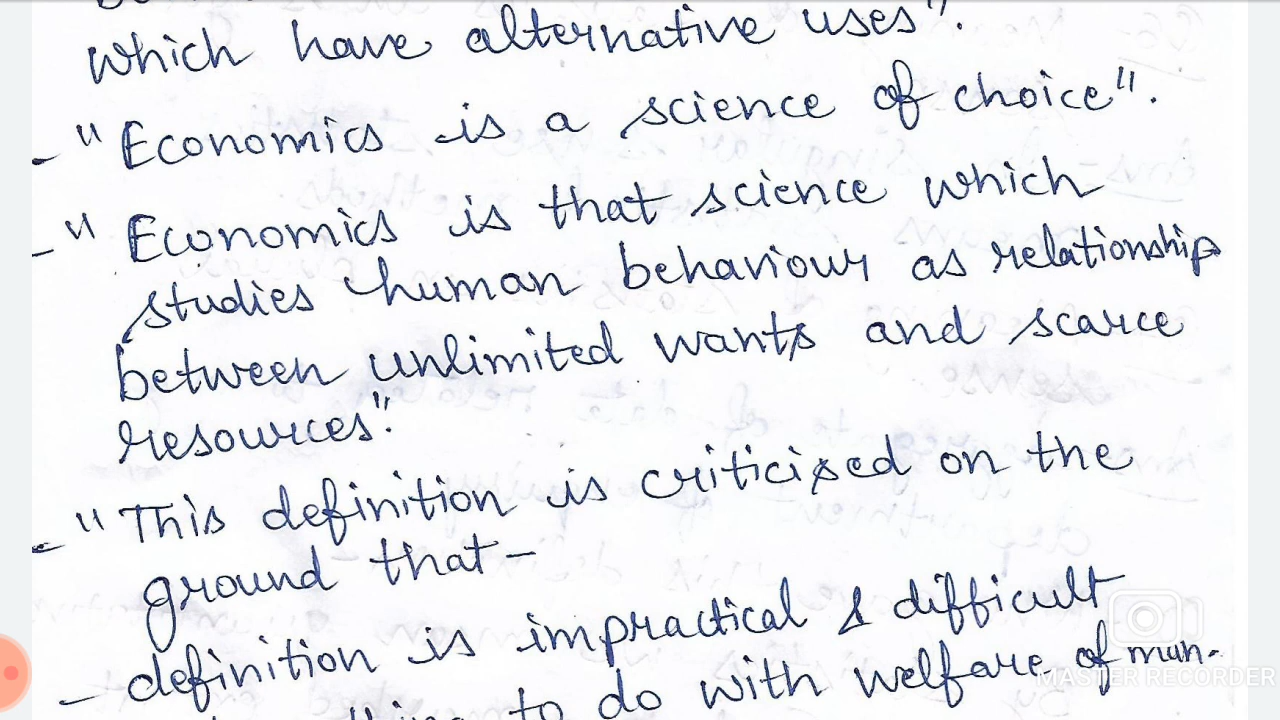 which have alternative uses".
- "Economics is a science of choice".
- "Economics is that science which
studies human behaviour as relationship
between unlimited wants and scarce
resources".
- "This definition is criticized on the
ground that -
- definition is impractical & difficult
to do with welfare of man.
MASTER RECORDER